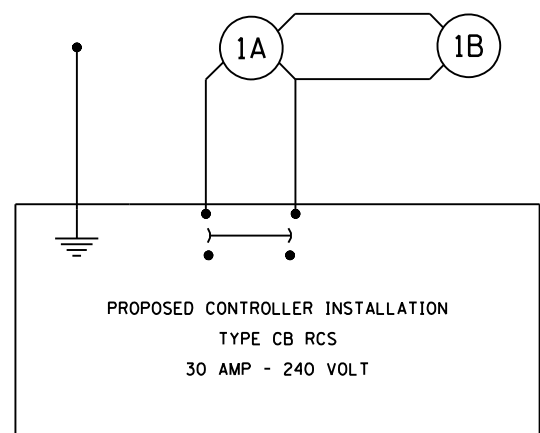 1A
1B
PROPOSED CONTROLLER INSTALLATION
TYPE CB RCS
30 AMP - 240 VOLT